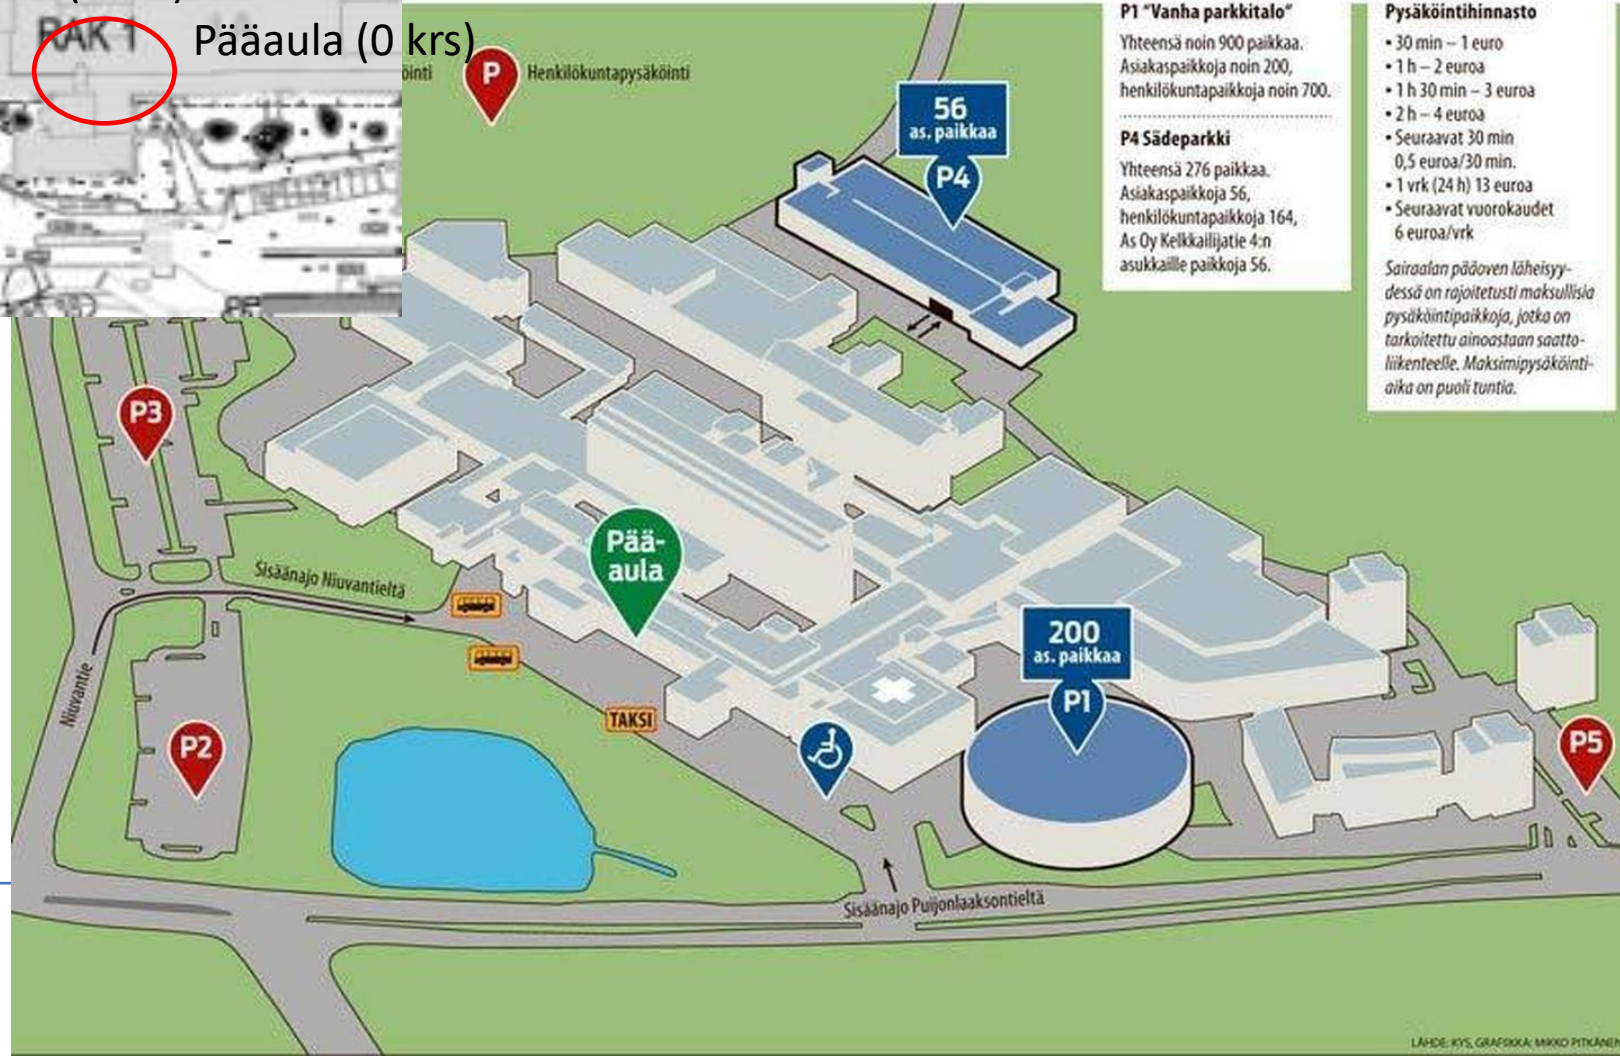 RAK 1
Pääaula (0 krs)
öinti
P
Henkilökuntapysäköinti
P1 "Vanha parkkitalo"
Yhteensä noin 900 paikkaa.
Asiakaspaikkoja noin 200,
henkilökuntapaikkoja noin 700.
P4 Sädeparkki
Yhteensä 276 paikkaa.
Asiakaspaikkoja 56,
henkilökuntapaikkoja 164,
As Oy Kelkkailijatie 4:n
asukkaille paikkoja 56.
Pysäköintihinnasto
• 30 min – 1 euro
• 1 h – 2 euroa
• 1 h 30 min – 3 euroa
• 2 h – 4 euroa
• Seuraavat 30 min
0,5 euroa/30 min.
• 1 vrk (24 h) 13 euroa
• Seuraavat vuorokaudet
6 euroa/vrk
Sairaalan pääoven läheisyy-
dessä on rajoitetusti maksullisia
pysäköintipaikkoja, jotka on
tarkoitettu ainoastaan saatto-
liikenteelle. Maksimipysäköinti-
aika on puoli tuntia.
56
as. paikkaa
P4
P3
Pää-
aula
Sisäänajo Niuvantieltä
200
as. paikkaa
P1
Niuvantie
TAKSI
P2
P5
Sisäänajo Puijonlaaksontieltä
LÄHDE: KYS, GRAFIIKKA: MIKKO PITKÄNEN